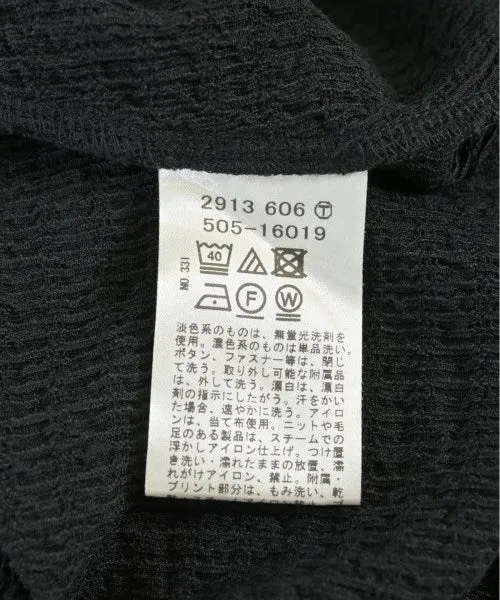 2913 606 Ⓣ
505-16019
NO.331
40
F
W
淡色系のものは、無蛍光洗剤を
使用。濃色系のものは単品洗い。
ボタン、ファスナー等は、閉じ
て洗う。取り外し可能な附属品
は、外して洗う。漂白は、漂白
剤の指示にしたがう。汗をかい
た場合、速やかに洗う。アイロ
ンは、当て布使用。ニットや毛
足のある製品は、スチームでの
浮かしアイロン仕上げ。つけ置
き洗い・濡れたままの放置、濡
れがけアイロン、禁止。附属・
プリント部分は、もみ洗い、乾